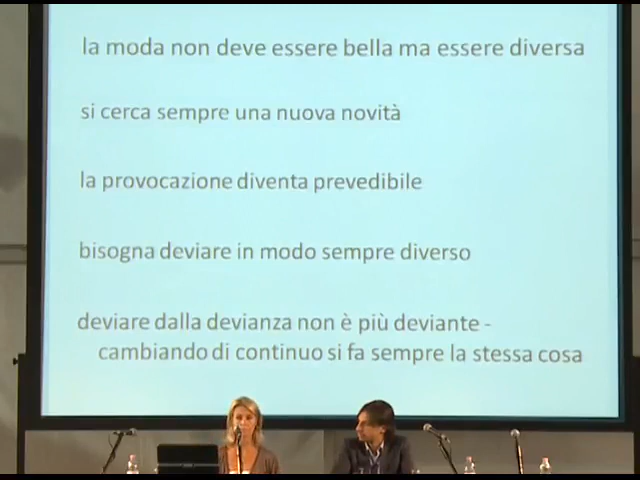 la moda non deve essere bella ma essere diversa
si cerca sempre una nuova novità
la provocazione diventa prevedibile
bisogna deviare in modo sempre diverso
deviare dalla devianza non è più deviante -
cambiando di continuo si fa sempre la stessa cosa